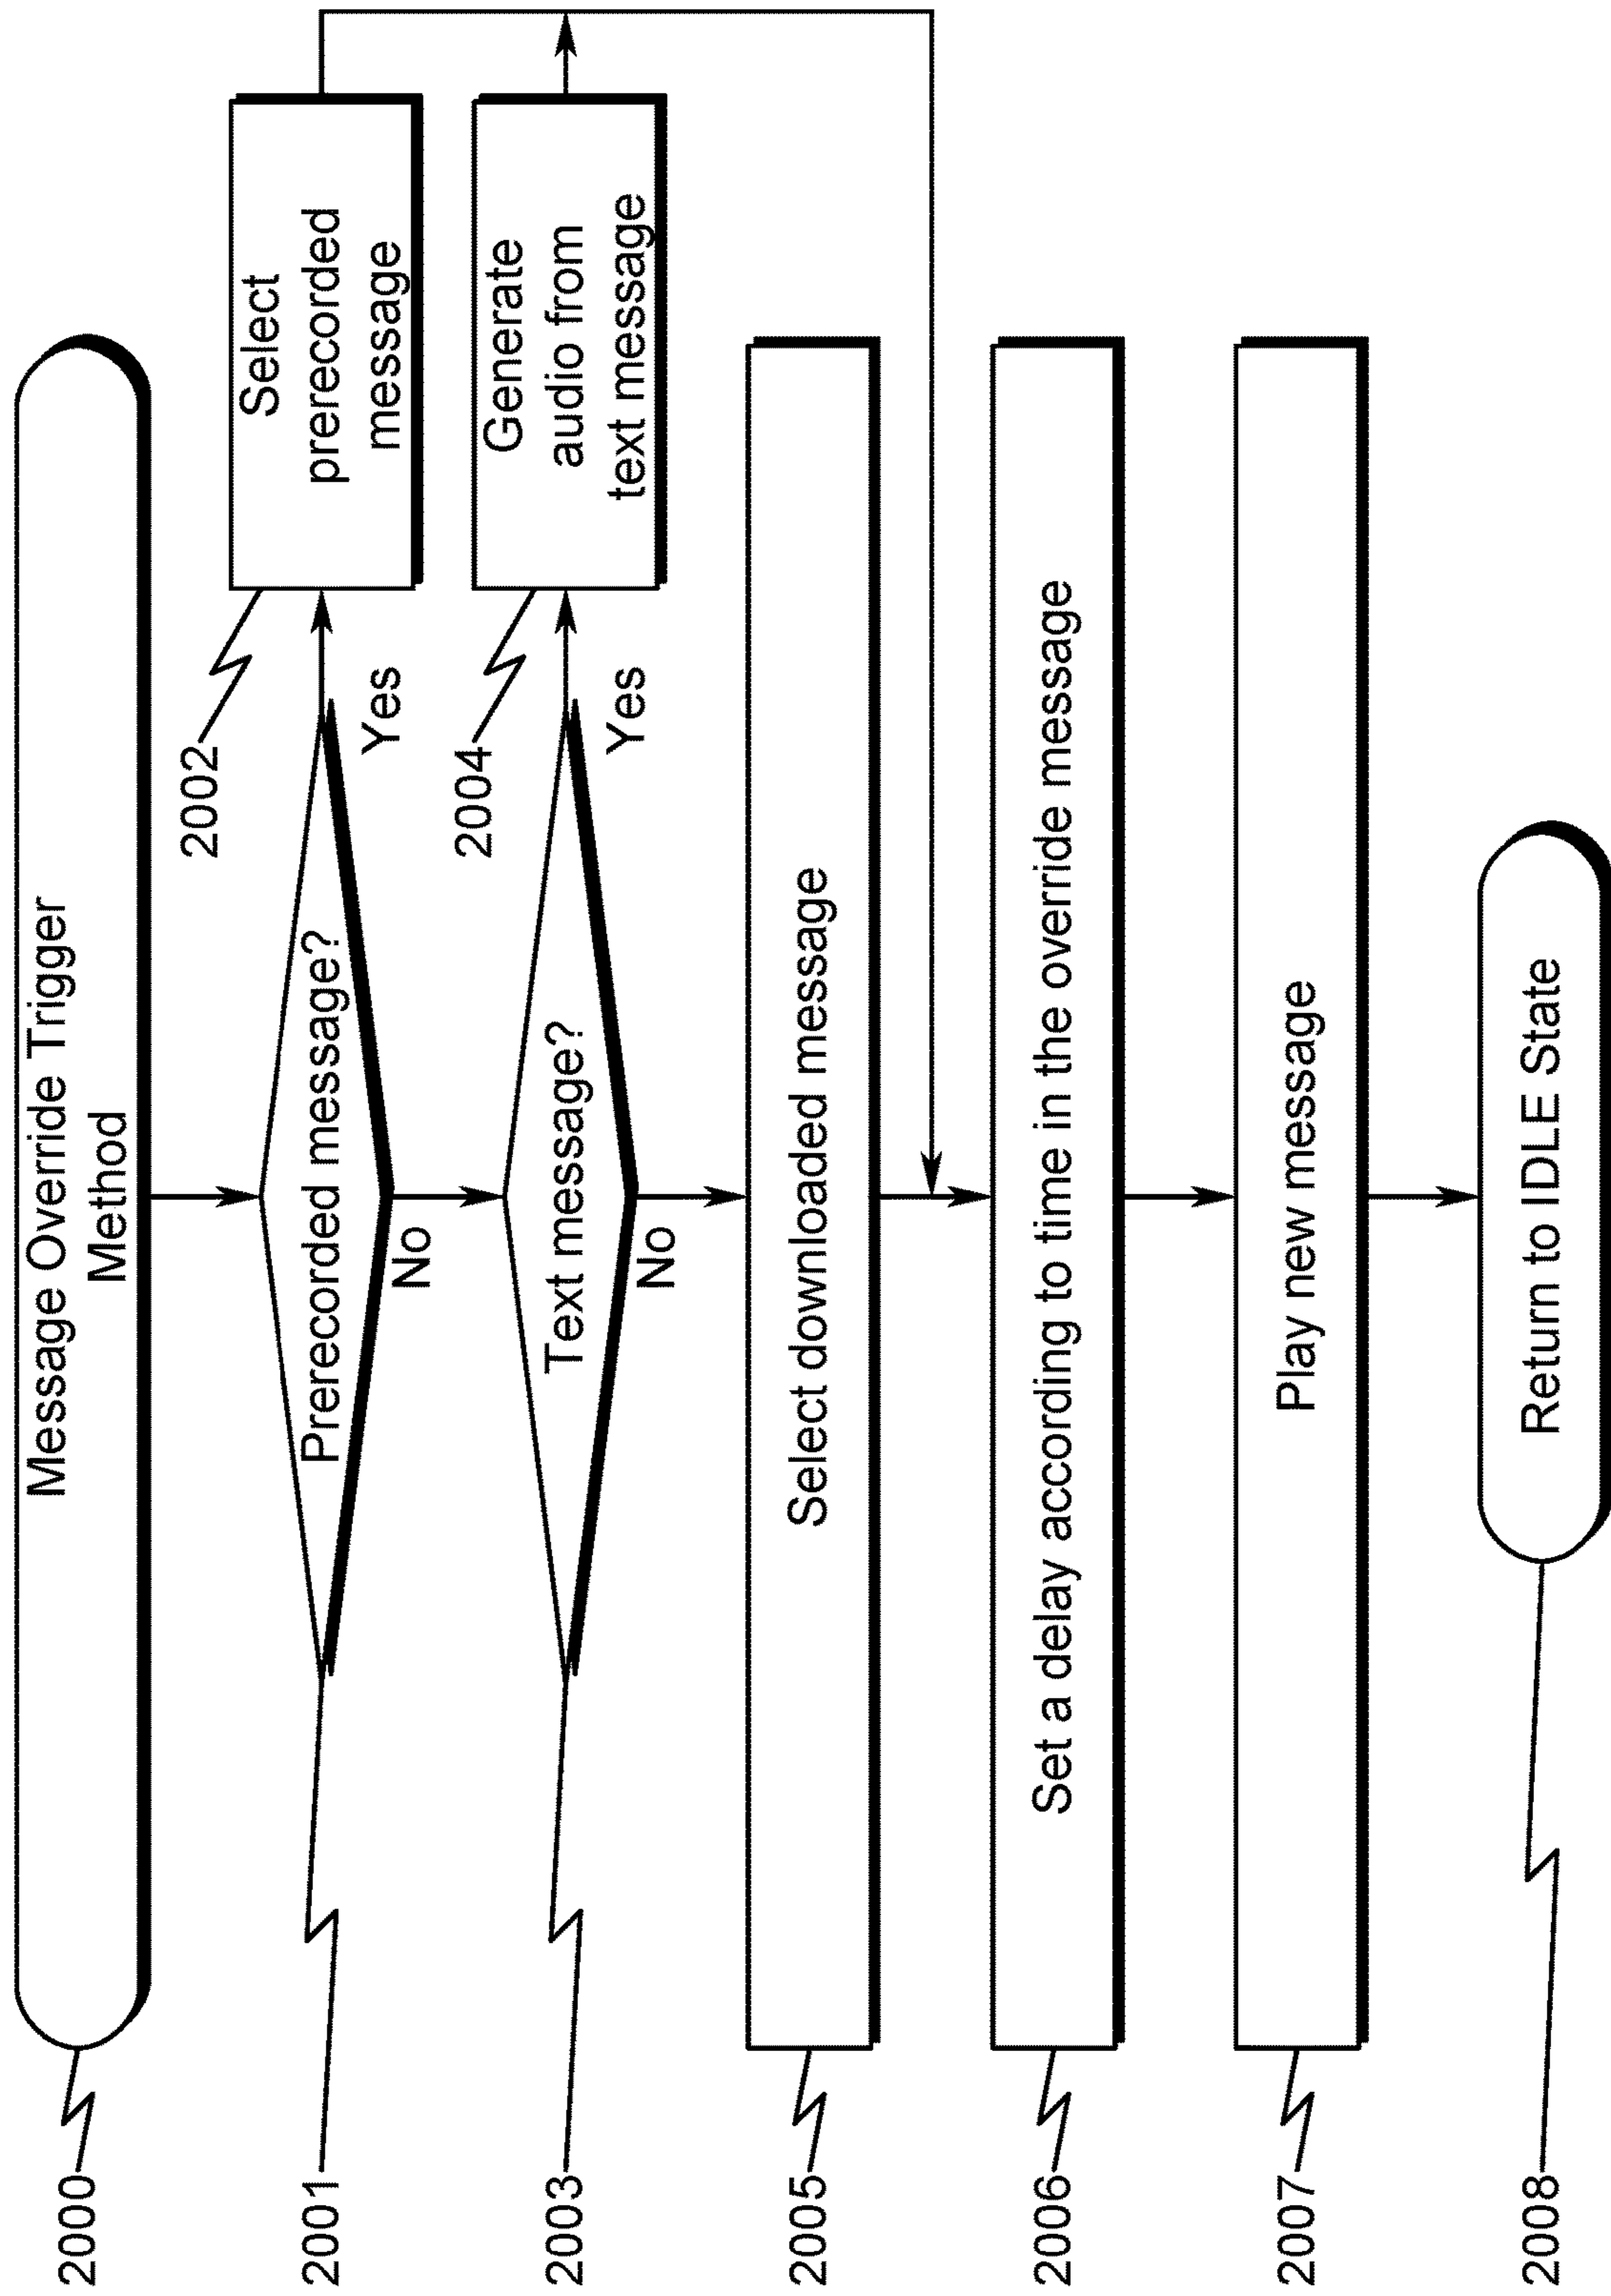 2000
Message Override Trigger
Method
2001
Prerecorded message?
Yes
No
2002
Select
prerecorded
message
2003
Text message?
Yes
No
2004
Generate
audio from
text message
2005
Select downloaded message
2006
Set a delay according to time in the override message
2007
Play new message
2008
Return to IDLE State